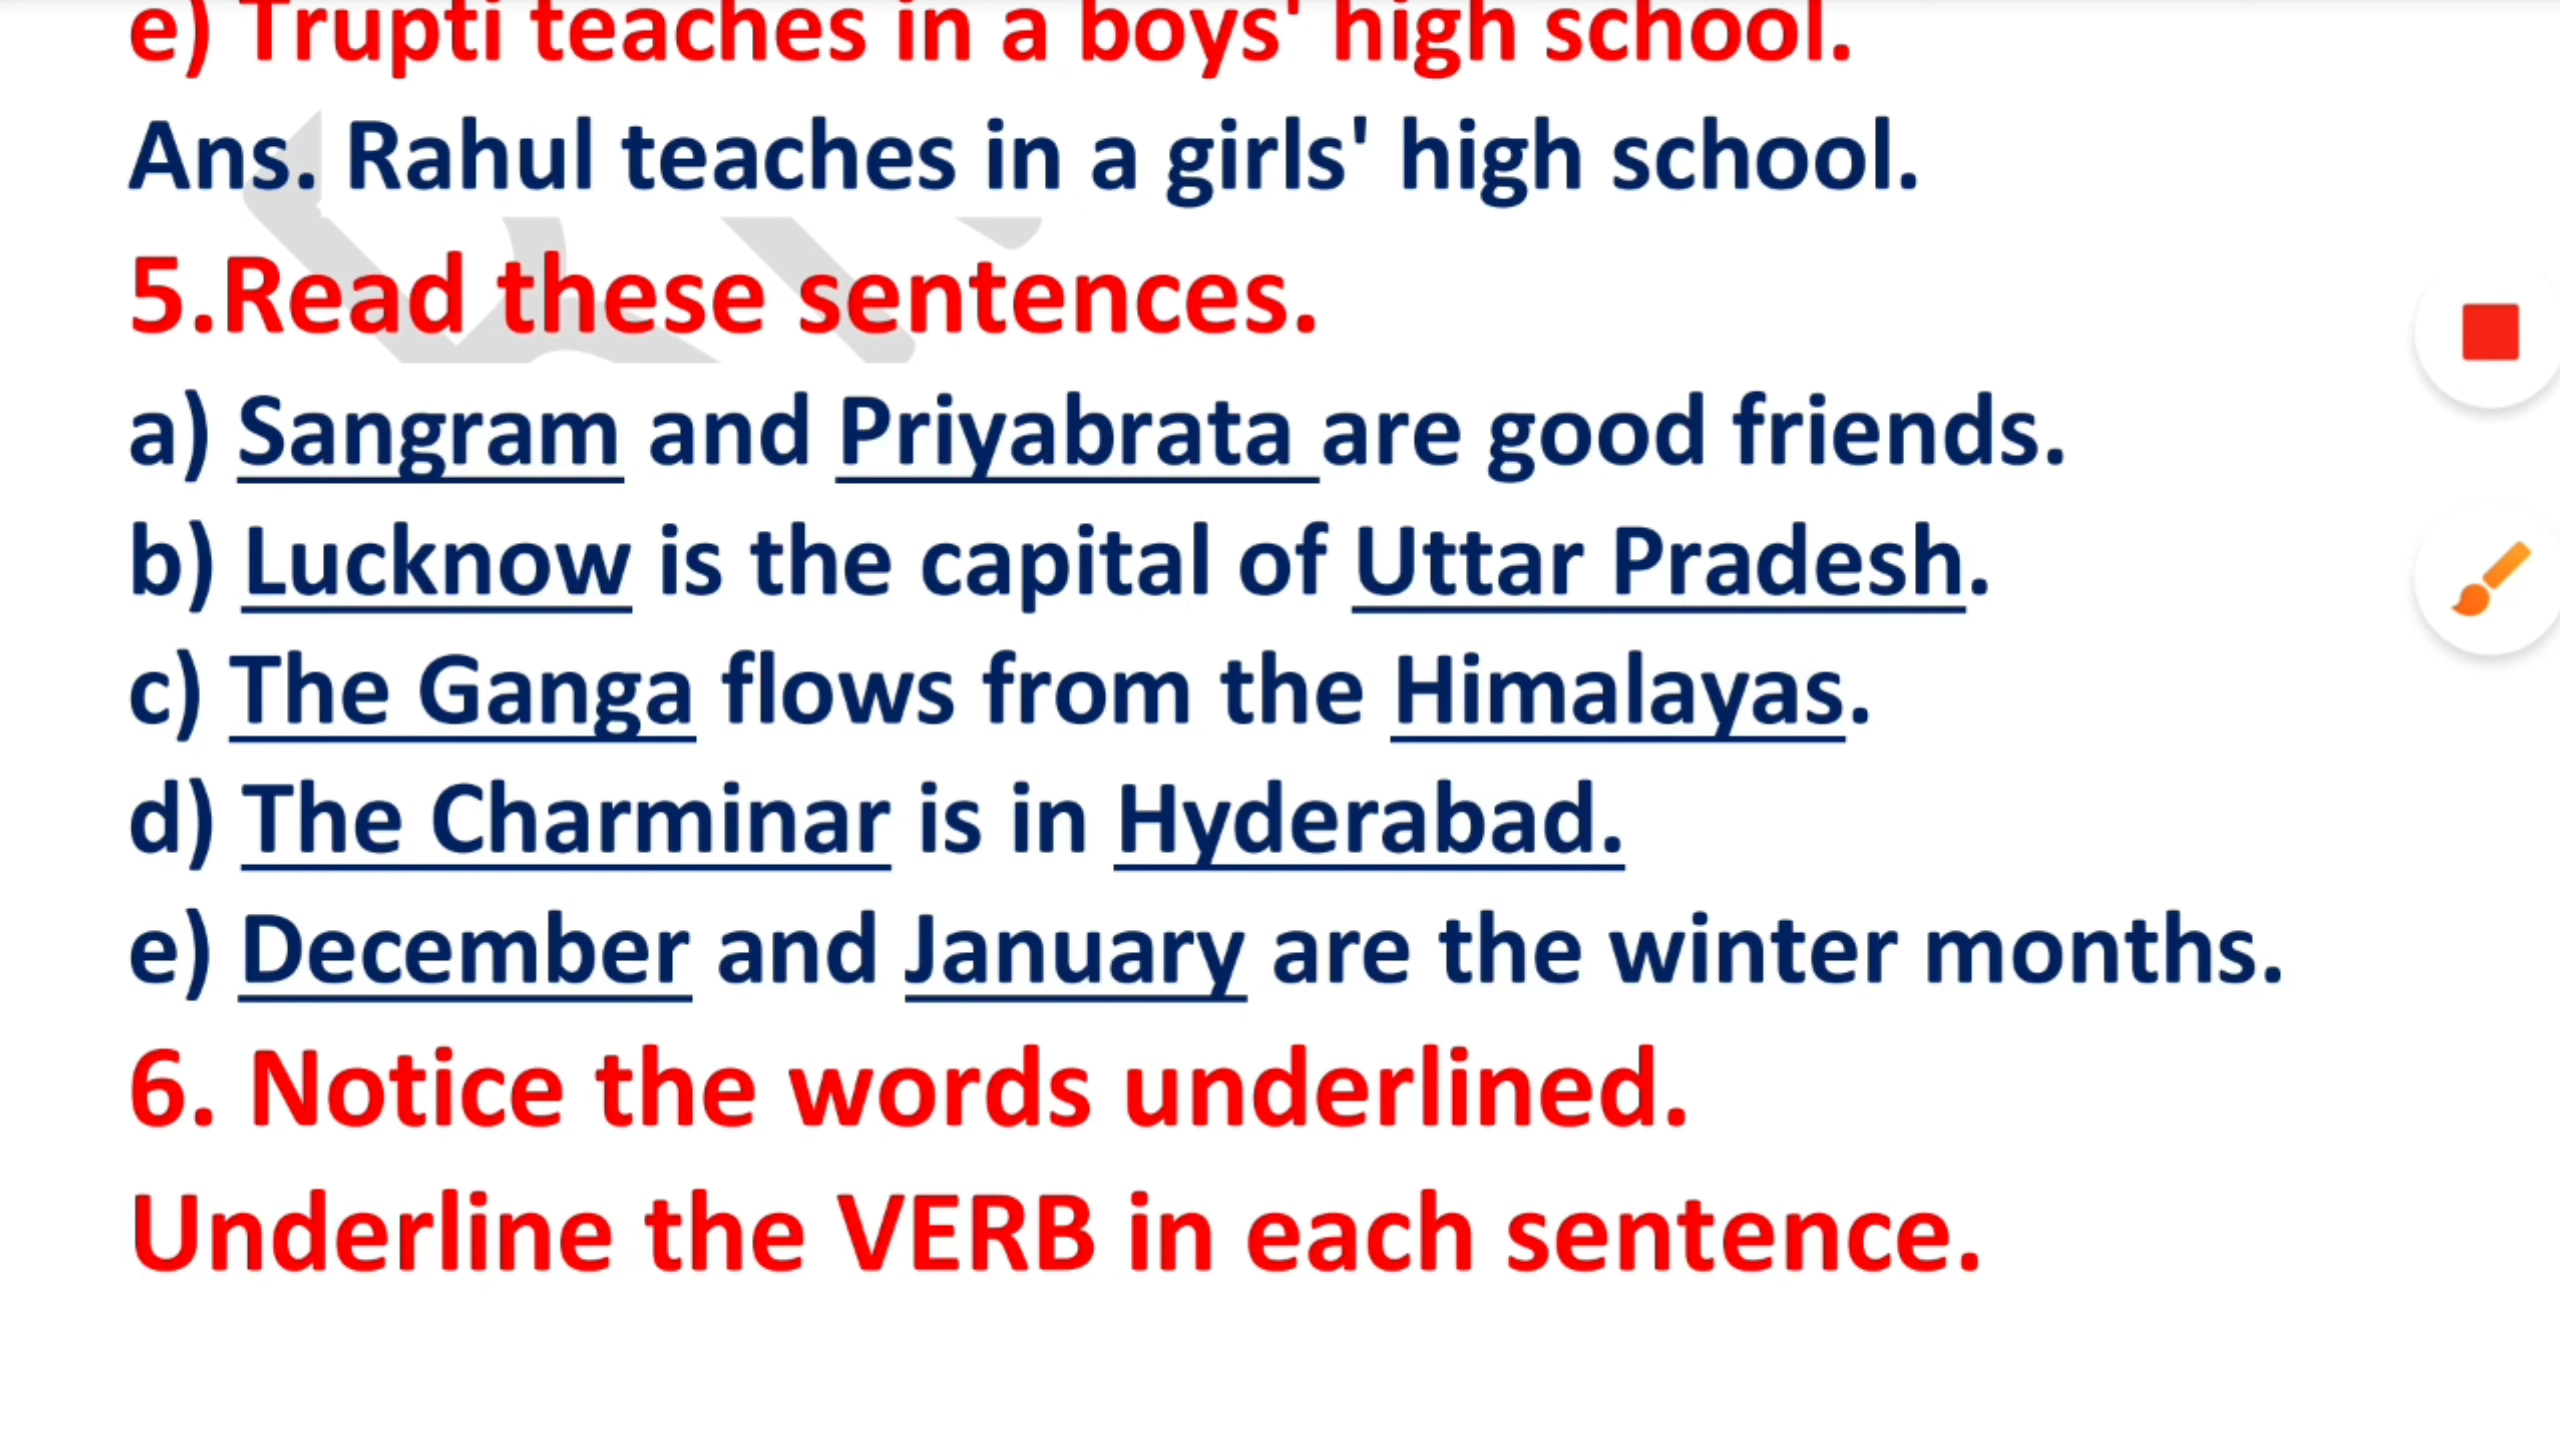 e) Trupti teaches in a boys' high school.
Ans. Rahul teaches in a girls' high school.
5.Read these sentences.
a) Sangram and Priyabrata are good friends.
b) Lucknow is the capital of Uttar Pradesh.
c) The Ganga flows from the Himalayas.
d) The Charminar is in Hyderabad.
e) December and January are the winter months.
6. Notice the words underlined.
Underline the VERB in each sentence.